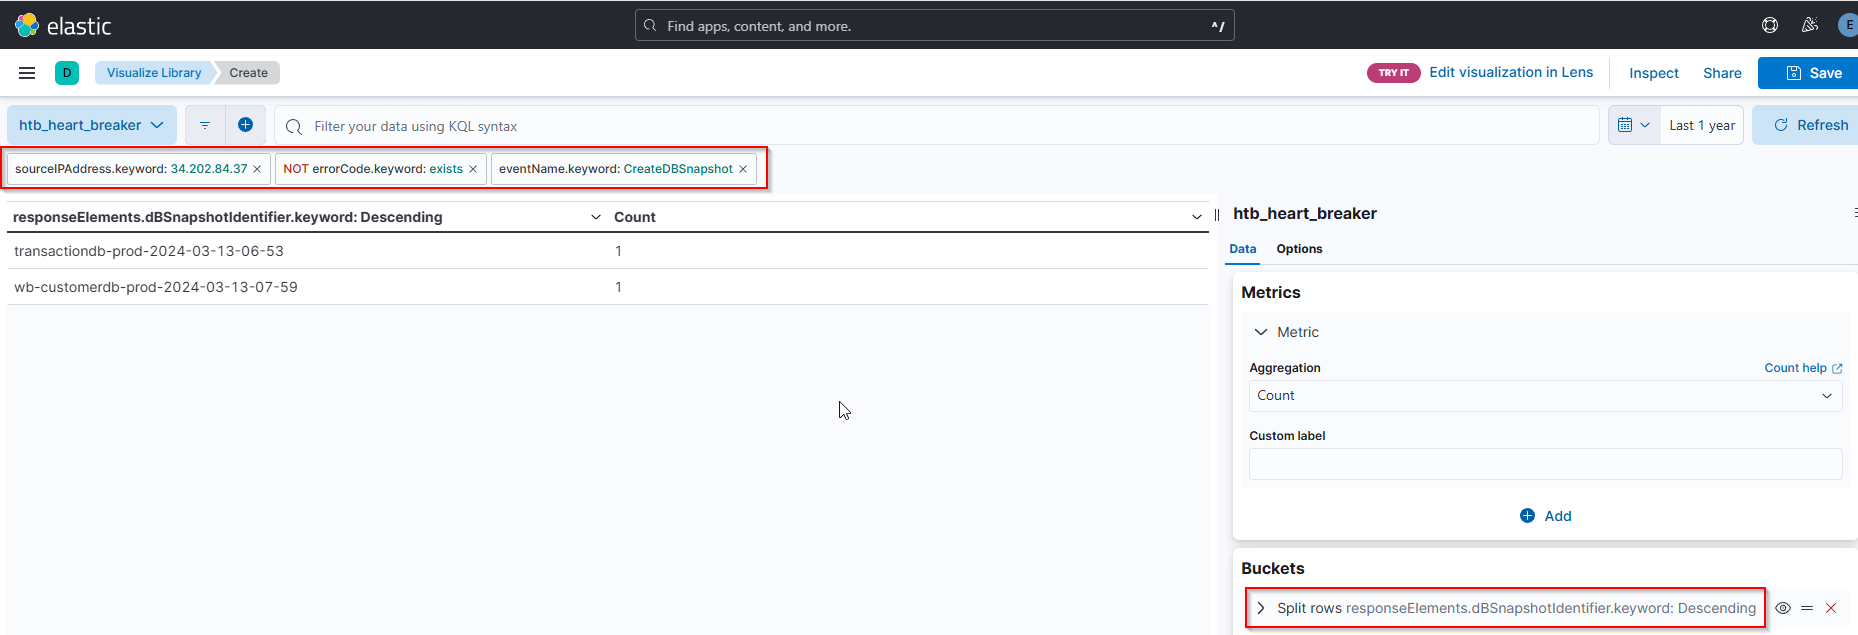 elastic
Find apps, content, and more. ^/
E
D Visualize Library Create
TRY IT Edit visualization in Lens Inspect Share Save
htb_heart_breaker Filter your data using KQL syntax Last 1 year Refresh
sourceIPAddress.keyword: 34.202.84.37 × NOT errorCode.keyword: exists × eventName.keyword: CreateDBSnapshot ×
responseElements.dBSnapshotIdentifier.keyword: Descending Count
transactiondb-prod-2024-03-13-06-53 1
wb-customerdb-prod-2024-03-13-07-59 1
htb_heart_breaker
Data Options
Metrics
Metric
Aggregation Count help
Count
Custom label
Add
Buckets
Split rows responseElements.dBSnapshotIdentifier.keyword: Descending